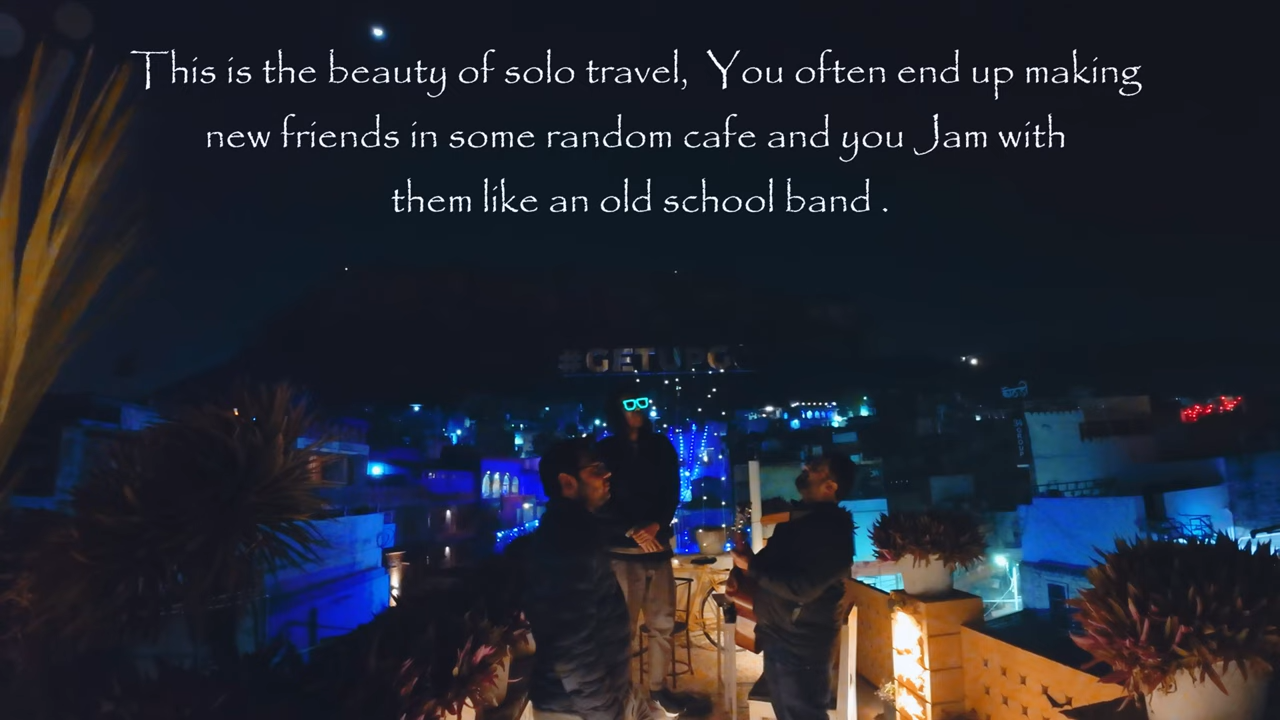 This is the beauty of solo travel, You often end up making
new friends in some random cafe and you Jam with
them like an old school band .